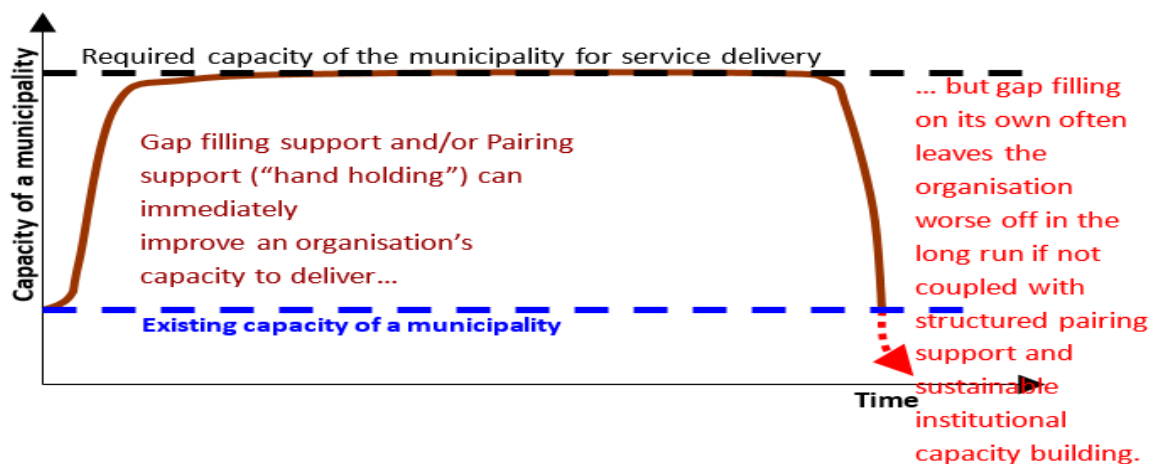 Capacity of a municipality
Required capacity of the municipality for service delivery
Gap filling support and/or Pairing
support (“hand holding”) can
immediately
improve an organisation’s
capacity to deliver...
Existing capacity of a municipality
... but gap filling
on its own often
leaves the
organisation
worse off in the
long run if not
coupled with
structured pairing
support and
sustainable
institutional
capacity building.
Time